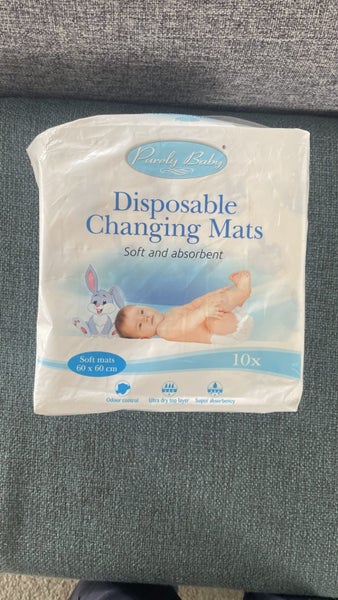 Purely Baby
Disposable
Changing Mats
Soft and absorbent
Soft mats
60 x 60 cm
10x
Odour control
Ultra dry top layer
Super absorbency